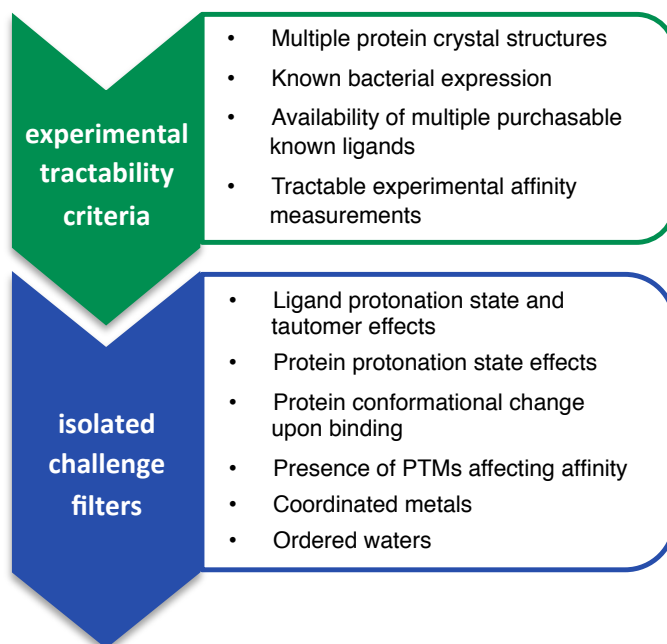 experimental
tractability
criteria
• Multiple protein crystal structures
• Known bacterial expression
• Availability of multiple purchasable
known ligands
• Tractable experimental affinity
measurements
isolated
challenge
filters
• Ligand protonation state and
tautomer effects
• Protein protonation state effects
• Protein conformational change
upon binding
• Presence of PTMs affecting affinity
• Coordinated metals
• Ordered waters